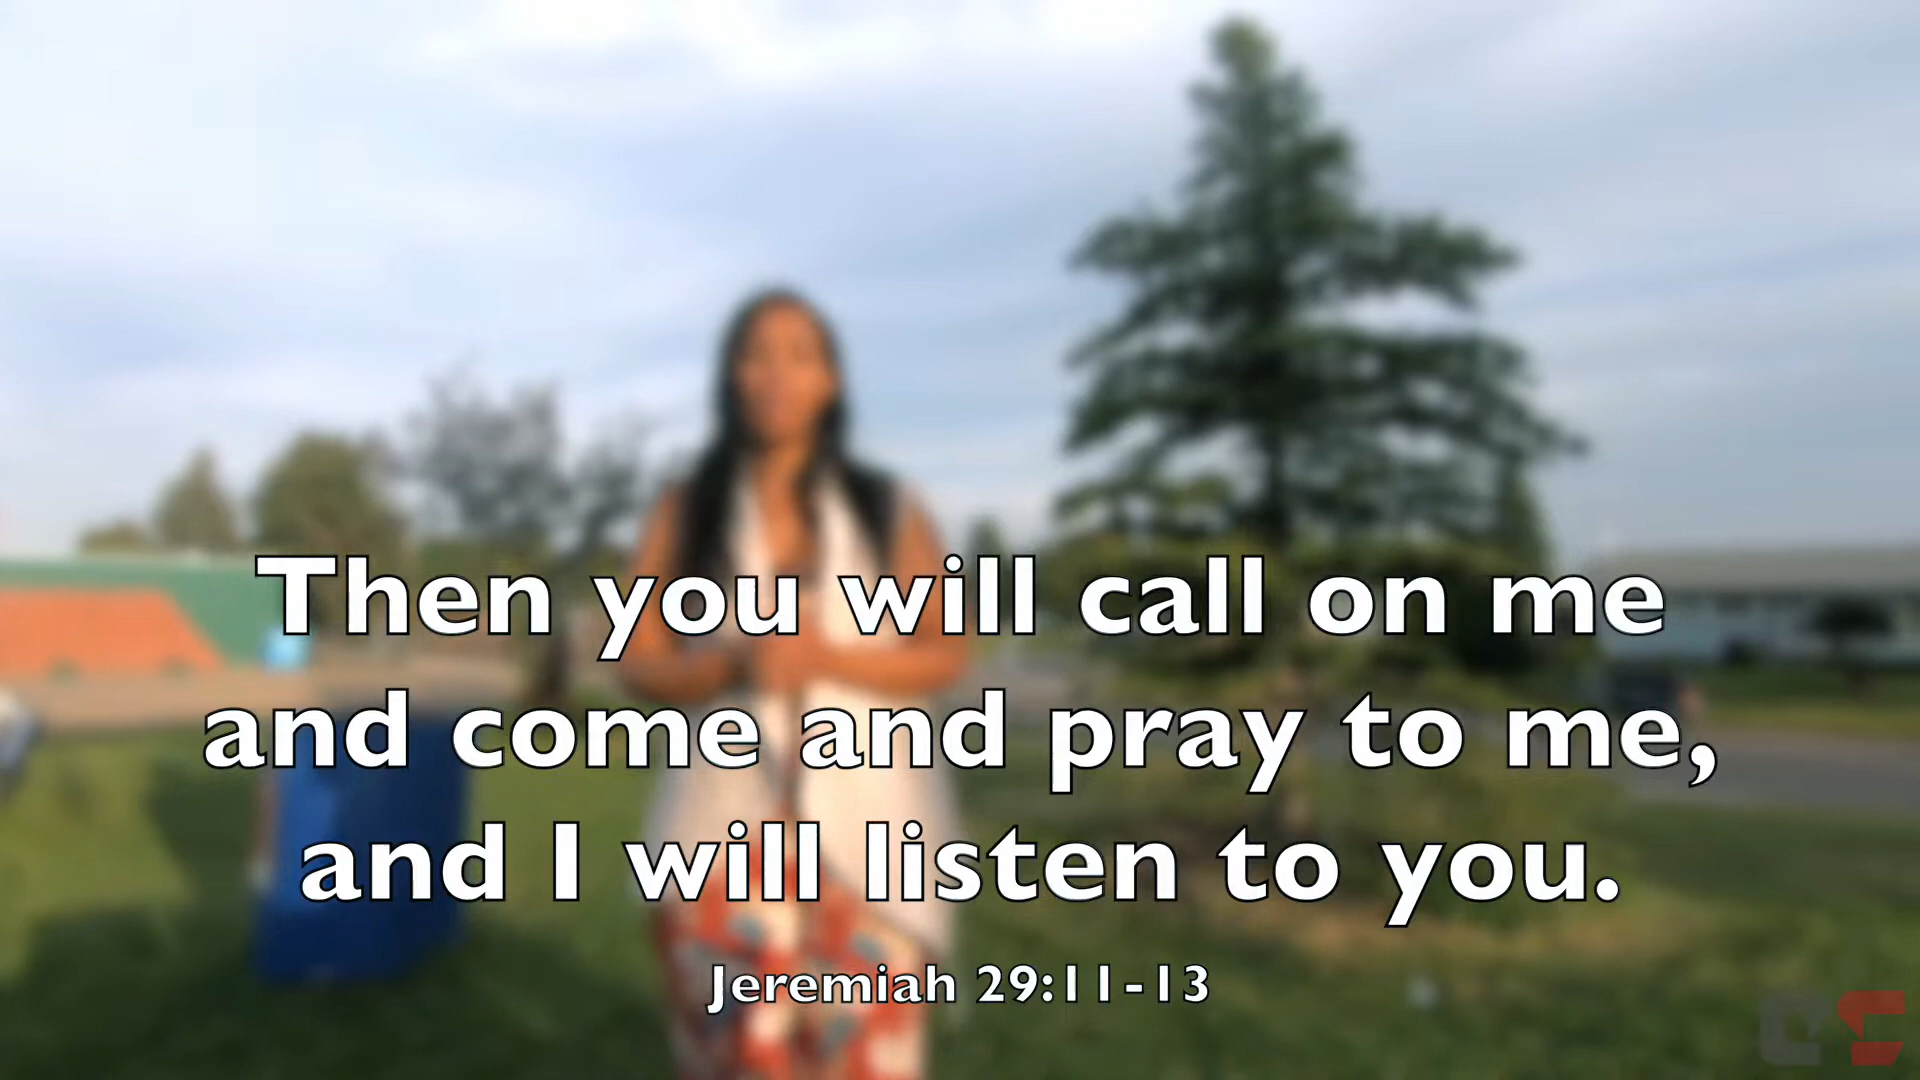 Then you will call on me
and come and pray to me,
and I will listen to you.
Jeremiah 29:11-13